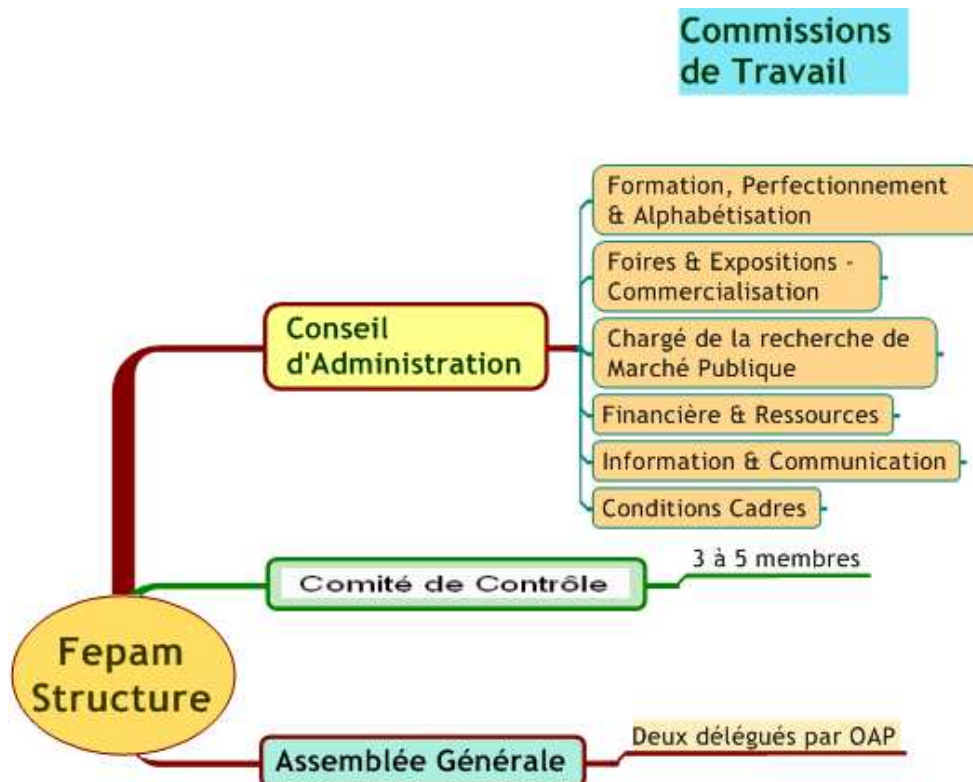 Commissions
de Travail
Formation, Perfectionnement
& Alphabétisation
Foires & Expositions -
Commercialisation
Conseil
d'Administration
Chargé de la recherche de
Marché Publique
Financière & Ressources
Information & Communication
Conditions Cadres
Comité de Contrôle
3 à 5 membres
Fepam
Structure
Assemblée Générale
Deux délégués par OAP